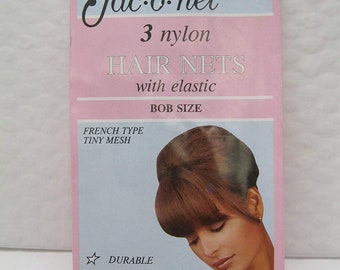 Jac·o·net
3 nylon
HAIR NETS
with elastic
BOB SIZE
FRENCH TYPE
TINY MESH
☆ DURABLE